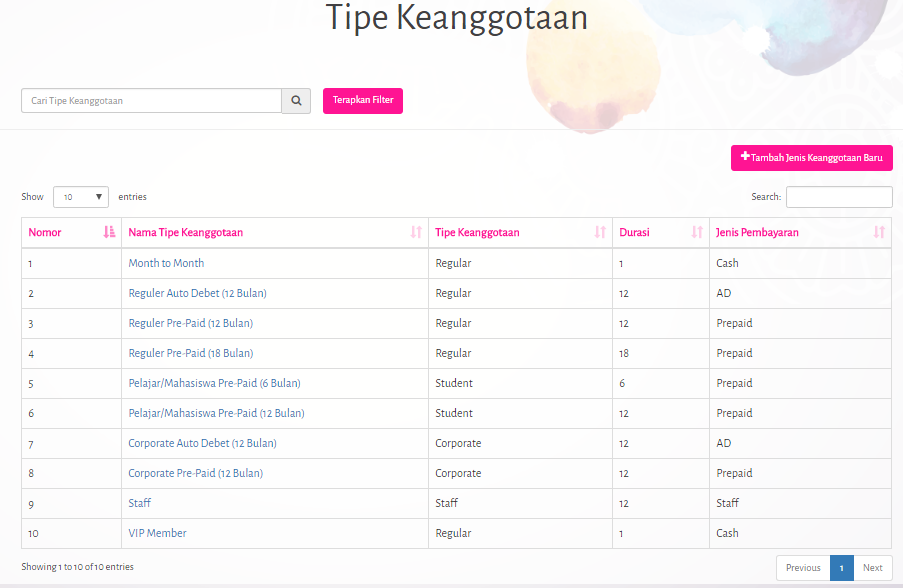 Tipe Keanggotaan
Cari Tipe Keanggotaan
Terapkan Filter
Tambah Jenis Keanggotaan Baru
Show 10 entries Search:
Nomor Nama Tipe Keanggotaan Tipe Keanggotaan Durasi Jenis Pembayaran
1 Month to Month Regular 1 Cash
2 Reguler Auto Debet (12 Bulan) Regular 12 AD
3 Reguler Pre-Paid (12 Bulan) Regular 12 Prepaid
4 Reguler Pre-Paid (18 Bulan) Regular 18 Prepaid
5 Pelajar/Mahasiswa Pre-Paid (6 Bulan) Student 6 Prepaid
6 Pelajar/Mahasiswa Pre-Paid (12 Bulan) Student 12 Prepaid
7 Corporate Auto Debet (12 Bulan) Corporate 12 AD
8 Corporate Pre-Paid (12 Bulan) Corporate 12 Prepaid
9 Staff Staff 12 Staff
10 VIP Member Regular 1 Cash
Showing 1 to 10 of 10 entries Previous 1 Next